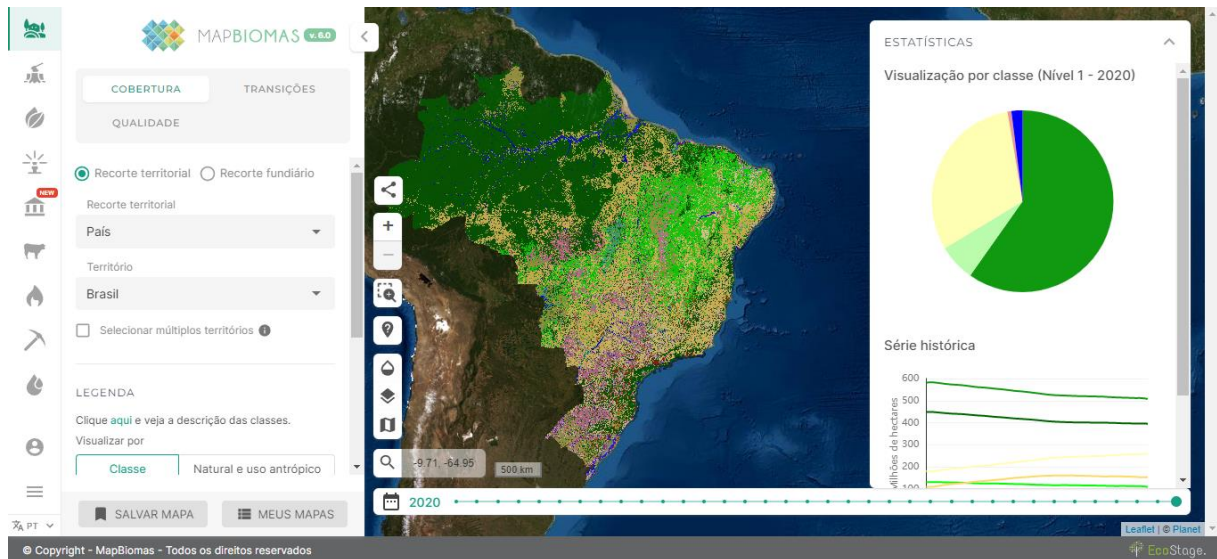 MAPBIOMAS v. 6.0
COBERTURA
TRANSIÇÕES
QUALIDADE
Recorte territorial
Recorte fundiário
NEW
Recorte territorial
País
Território
Brasil
Selecionar múltiplos territórios
LEGENDA
Clique aqui e veja a descrição das classes.
Visualizar por
Classe
Natural e uso antrópico
SALVAR MAPA
MEUS MAPAS
PT
-9.71, -64.95
500 km
2020
ESTATÍSTICAS
Visualização por classe (Nível 1 - 2020)
Série histórica
Milhões de hectares
600
500
400
300
200
100
Leaflet | © Planet
© Copyright - MapBiomas - Todos os direitos reservados
EcoStage.